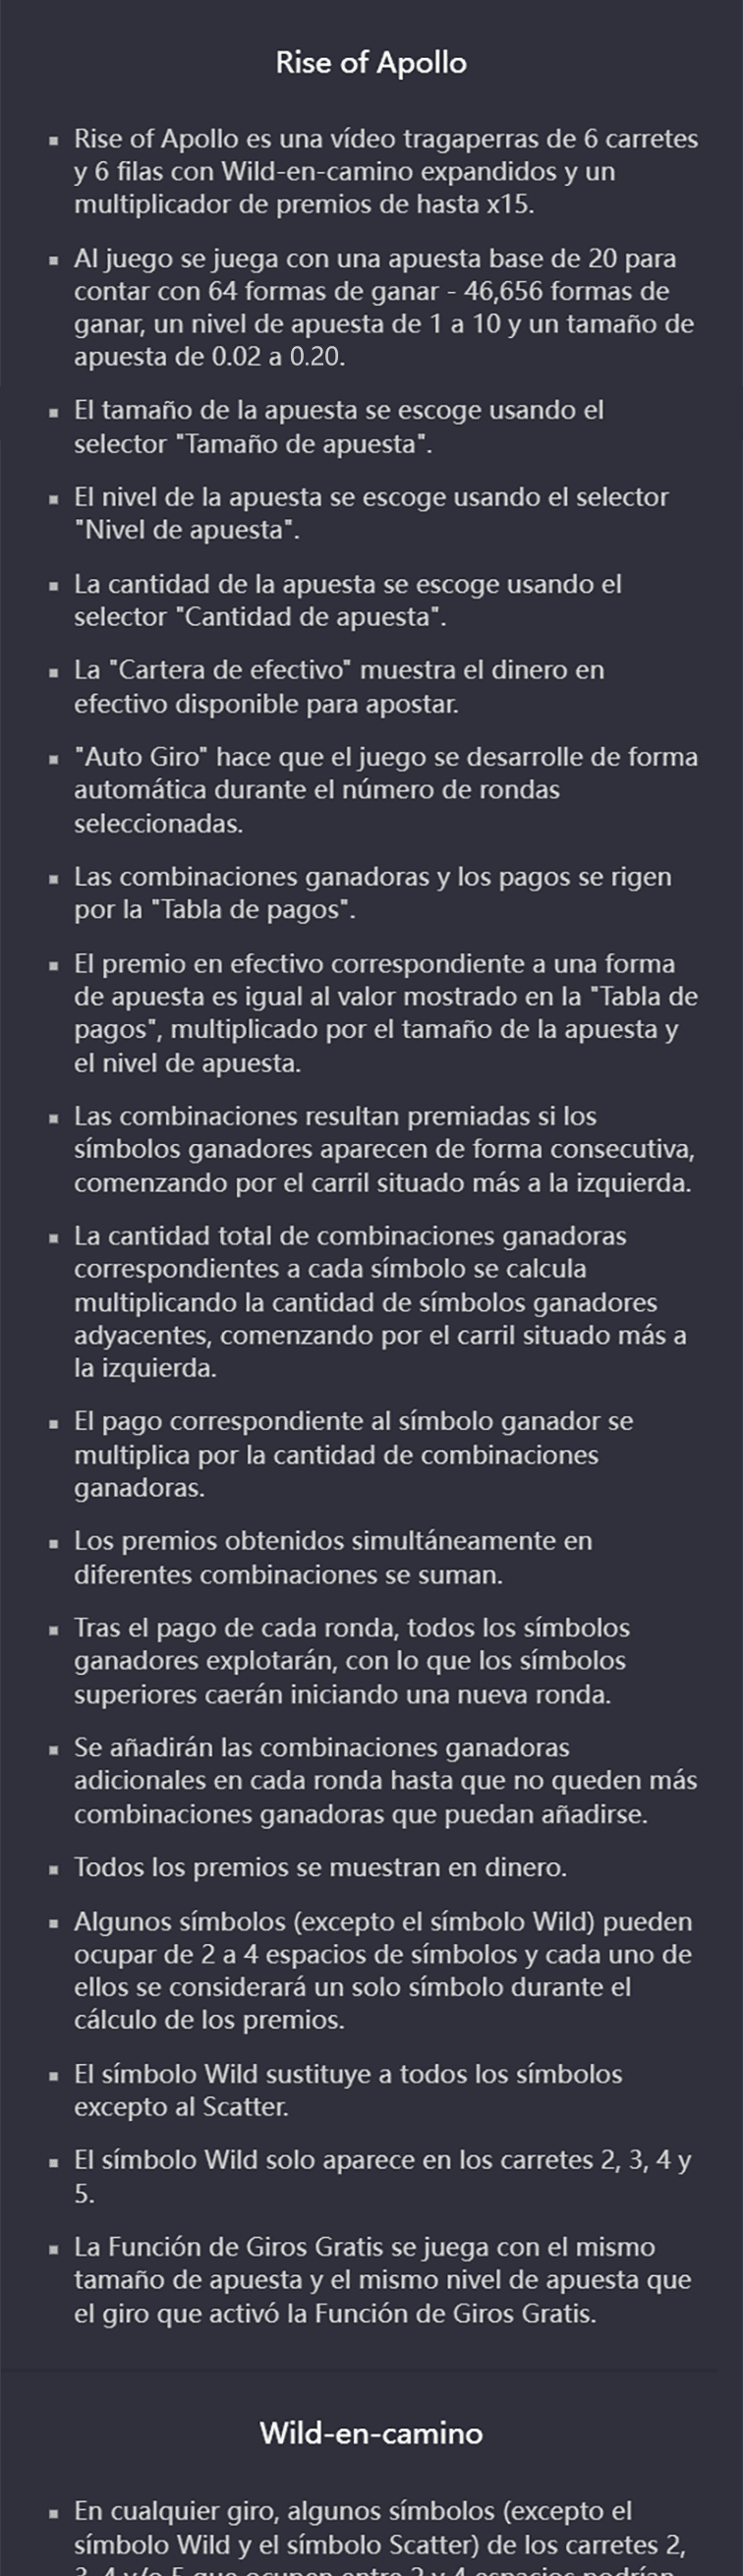 Rise of Apollo
▪ Rise of Apollo es una vídeo tragaperras de 6 carretes
y 6 filas con Wild-en-camino expandidos y un
multiplicador de premios de hasta x15.
▪ Al juego se juega con una apuesta base de 20 para
contar con 64 formas de ganar - 46,656 formas de
ganar, un nivel de apuesta de 1 a 10 y un tamaño de
apuesta de 0.02 a 0.20.
▪ El tamaño de la apuesta se escoge usando el
selector "Tamaño de apuesta".
▪ El nivel de la apuesta se escoge usando el selector
"Nivel de apuesta".
▪ La cantidad de la apuesta se escoge usando el
selector "Cantidad de apuesta".
▪ La "Cartera de efectivo" muestra el dinero en
efectivo disponible para apostar.
▪ "Auto Giro" hace que el juego se desarrolle de forma
automática durante el número de rondas
seleccionadas.
▪ Las combinaciones ganadoras y los pagos se rigen
por la "Tabla de pagos".
▪ El premio en efectivo correspondiente a una forma
de apuesta es igual al valor mostrado en la "Tabla de
pagos", multiplicado por el tamaño de la apuesta y
el nivel de apuesta.
▪ Las combinaciones resultan premiadas si los
símbolos ganadores aparecen de forma consecutiva,
comenzando por el carril situado más a la izquierda.
▪ La cantidad total de combinaciones ganadoras
correspondientes a cada símbolo se calcula
multiplicando la cantidad de símbolos ganadores
adyacentes, comenzando por el carril situado más a
la izquierda.
▪ El pago correspondiente al símbolo ganador se
multiplica por la cantidad de combinaciones
ganadoras.
▪ Los premios obtenidos simultáneamente en
diferentes combinaciones se suman.
▪ Tras el pago de cada ronda, todos los símbolos
ganadores explotarán, con lo que los símbolos
superiores caerán iniciando una nueva ronda.
▪ Se añadirán las combinaciones ganadoras
adicionales en cada ronda hasta que no queden más
combinaciones ganadoras que puedan añadirse.
▪ Todos los premios se muestran en dinero.
▪ Algunos símbolos (excepto el símbolo Wild) pueden
ocupar de 2 a 4 espacios de símbolos y cada uno de
ellos se considerará un solo símbolo durante el
cálculo de los premios.
▪ El símbolo Wild sustituye a todos los símbolos
excepto al Scatter.
▪ El símbolo Wild solo aparece en los carretes 2, 3, 4 y
5.
▪ La Función de Giros Gratis se juega con el mismo
tamaño de apuesta y el mismo nivel de apuesta que
el giro que activó la Función de Giros Gratis.
Wild-en-camino
▪ En cualquier giro, algunos símbolos (excepto el
símbolo Wild y el símbolo Scatter) de los carretes 2,
3, 4 y/o 5 que ocupen entre 2 y 4 espacios podrían